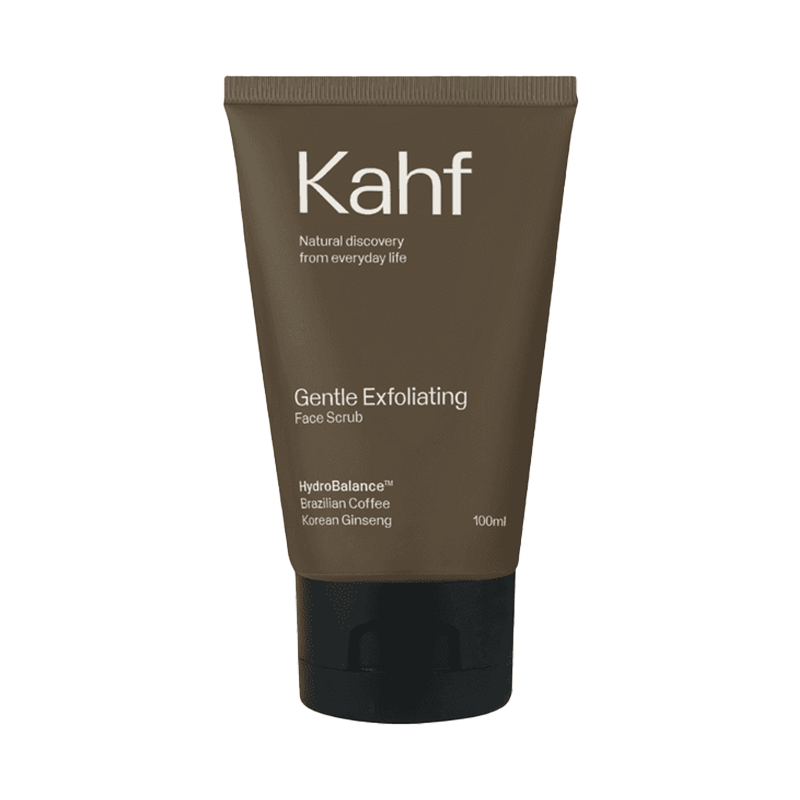 Kahf
Natural discovery
from everyday life
Gentle Exfoliating
Face Scrub
HydroBalance™
Brazilian Coffee
Korean Ginseng
100ml